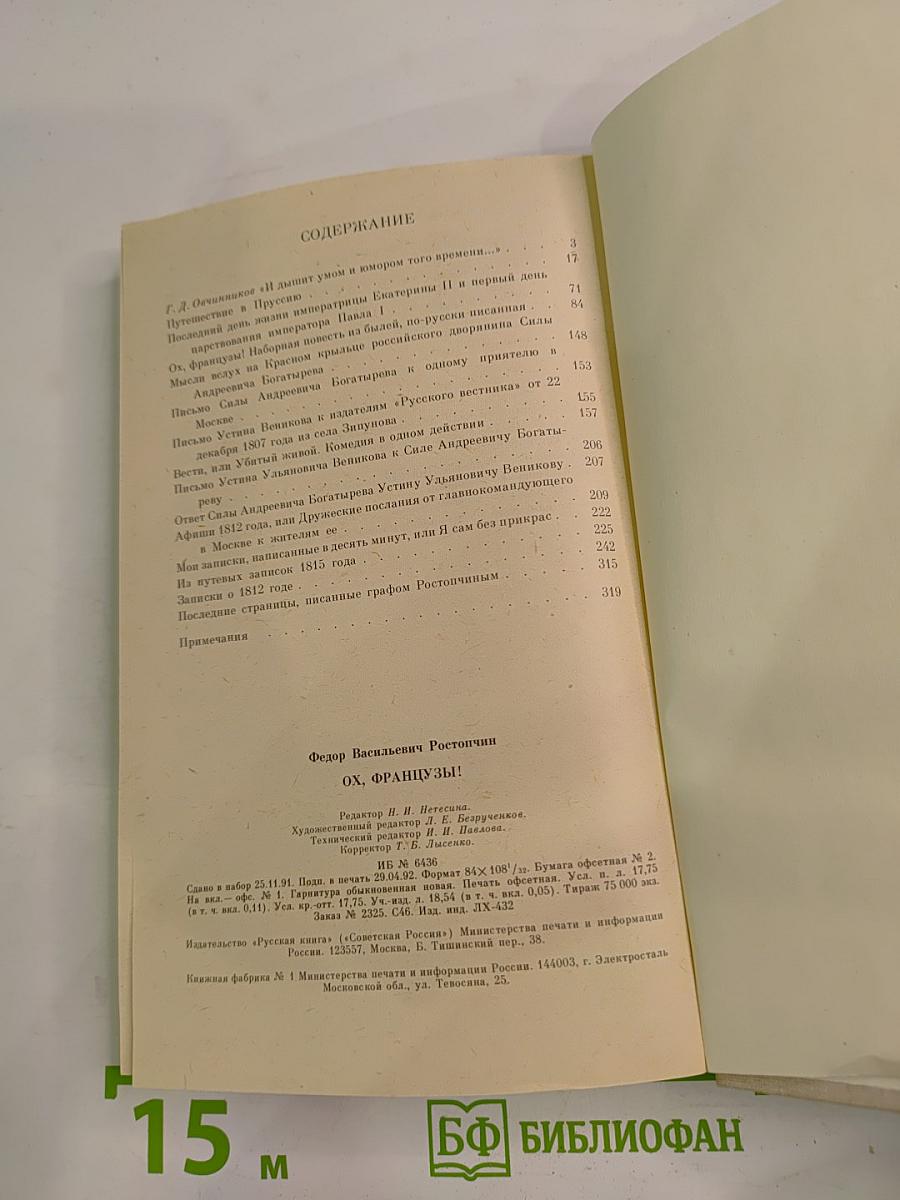 СОДЕРЖАНИЕ
Г. Д. Овчинников «И дышит умом и юмором того времени...» . . . . 3
Путешествие в Пруссию . . . . . . . . . . . 17
Последний день жизни императрицы Екатерины II и первый день
царствования императора Павла I . . . . . . . . 71
Ох, французы! Наборная повесть из былей, по-русски писанная . . 84
Мысли вслух на Красном крыльце российского дворянина Силы
Андреевича Богатырева . . . . . . . . . . . 148
Письмо Силы Андреевича Богатырева к одному приятелю в
Москве . . . . . . . . . . . . . . . 153
Письмо Устина Веникова к издателям «Русского вестника» от 22
декабря 1807 года из села Зипунова . . . . . . . . 155
Вести, или Убитый живой. Комедия в одном действии . . . . . 157
Письмо Устина Ульяновича Веникова к Силе Андреевичу Богаты-
реву . . . . . . . . . . . . . . . . 206
Ответ Силы Андреевича Богатырева Устину Ульяновичу Веникову . 207
Афиши 1812 года, или Дружеские послания от главнокомандующего
в Москве к жителям ее . . . . . . . . . . . 209
Мои записки, написанные в десять минут, или Я сам без прикрас . . 222
Из путевых записок 1815 года . . . . . . . . . . 225
Записки о 1812 годе . . . . . . . . . . . . . 242
Последние страницы, писанные графом Ростопчиным . . . . . 315
Примечания . . . . . . . . . . . . . . . 319
Федор Васильевич Ростопчин
ОХ, ФРАНЦУЗЫ!
Редактор Н. И. Нетесина.
Художественный редактор Л. Е. Безрученков.
Технический редактор И. И. Павлова.
Корректор Т. Б. Лысенко.
ИБ № 6436
Сдано в набор 25.11.91. Подп. в печать 29.04.92. Формат 84×108¹/₃₂. Бумага офсетная № 2.
На вкл.— офс. № 1. Гарнитура обыкновенная новая. Печать офсетная. Усл. п. л. 17,75
(в т. ч. вкл. 0,11). Усл. кр.-отт. 17,75. Уч.-изд. л. 18,54 (в т. ч. вкл. 0,05). Тираж 75 000 экз.
Заказ № 2325. С46. Изд. инд. ЛХ-432
Издательство «Русская книга» («Советская Россия») Министерства печати и информации
России. 123557, Москва, Б. Тишинский пер., 38.
Книжная фабрика № 1 Министерства печати и информации России. 144003, г. Электросталь
Московской обл., ул. Тевосяна, 25.
15 м
БФ БИБЛИОФАН